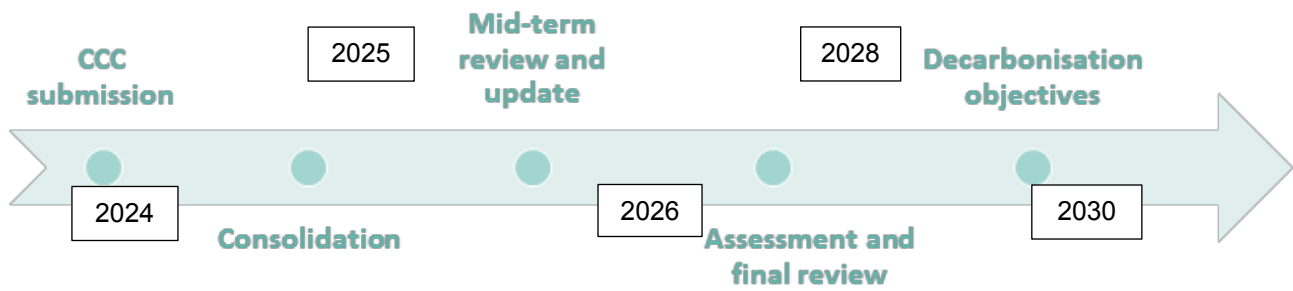 CCC
submission
2024
2025
Consolidation
Mid-term
review and
update
2026
2028
Assessment and
final review
Decarbonisation
objectives
2030